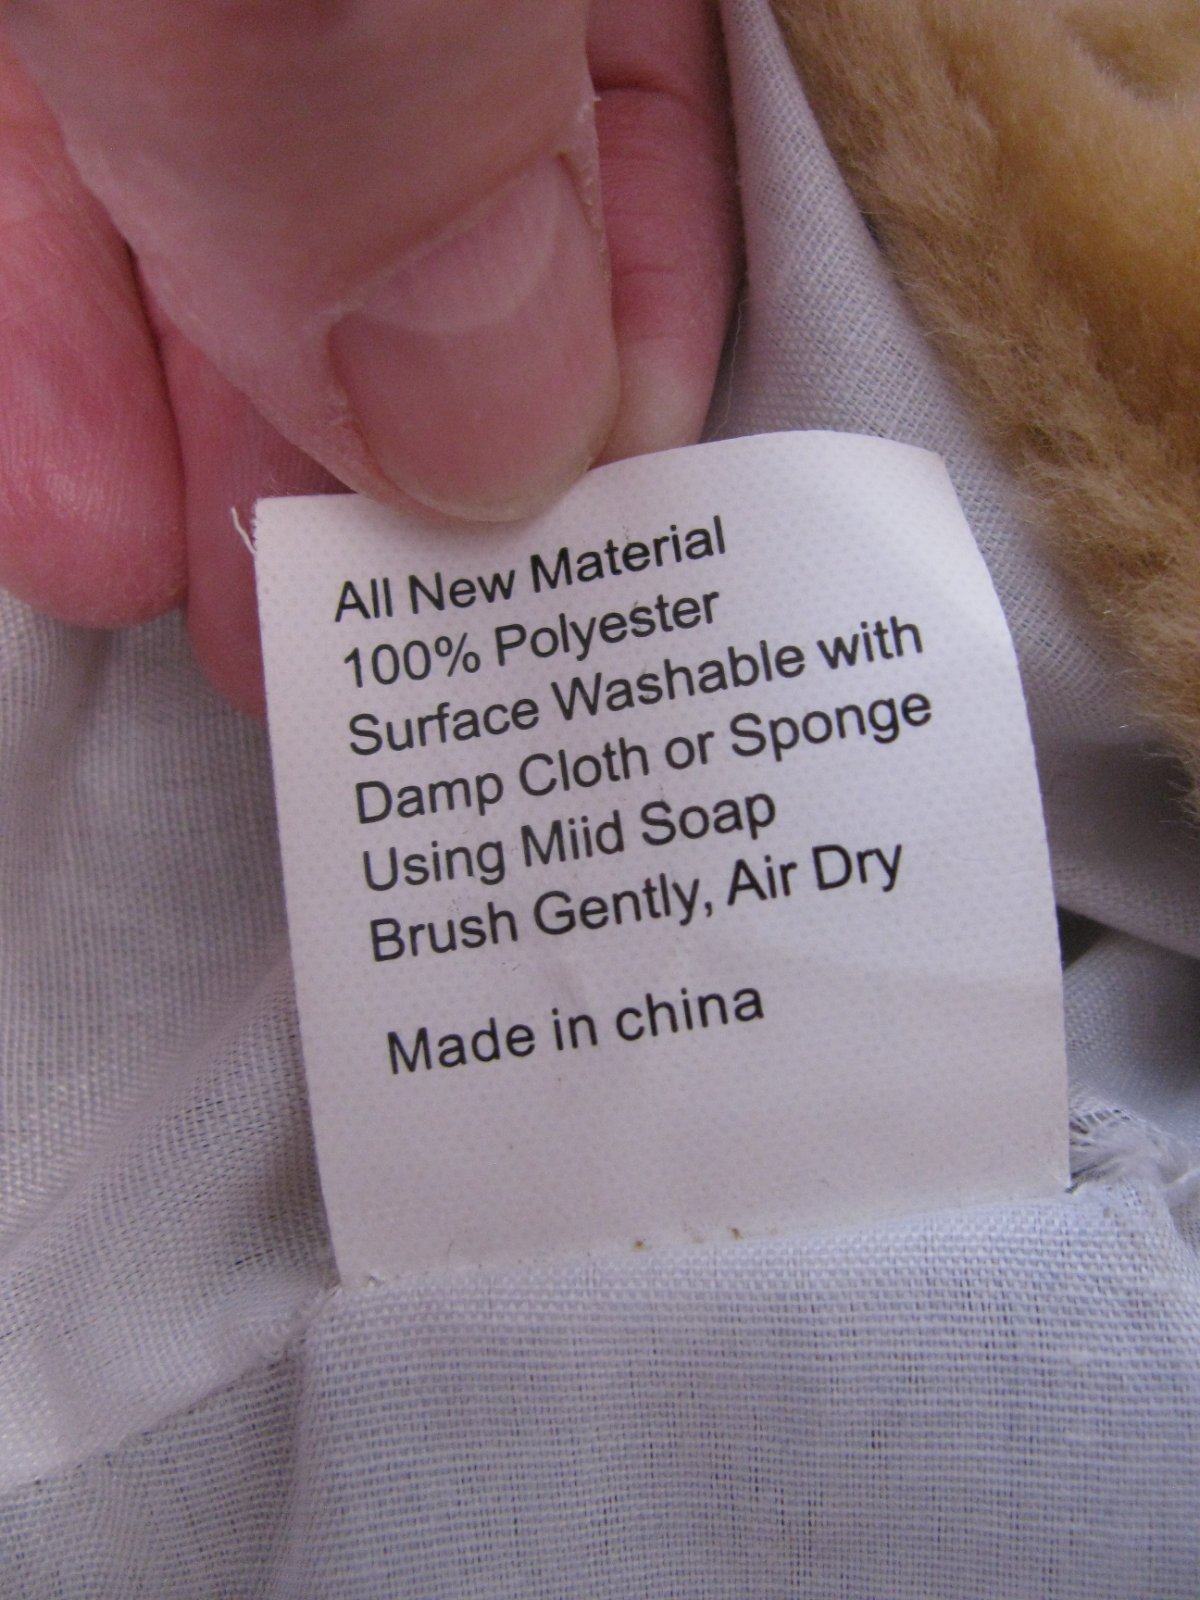 All New Material
100% Polyester
Surface Washable with
Damp Cloth or Sponge
Using Miid Soap
Brush Gently, Air Dry
Made in china